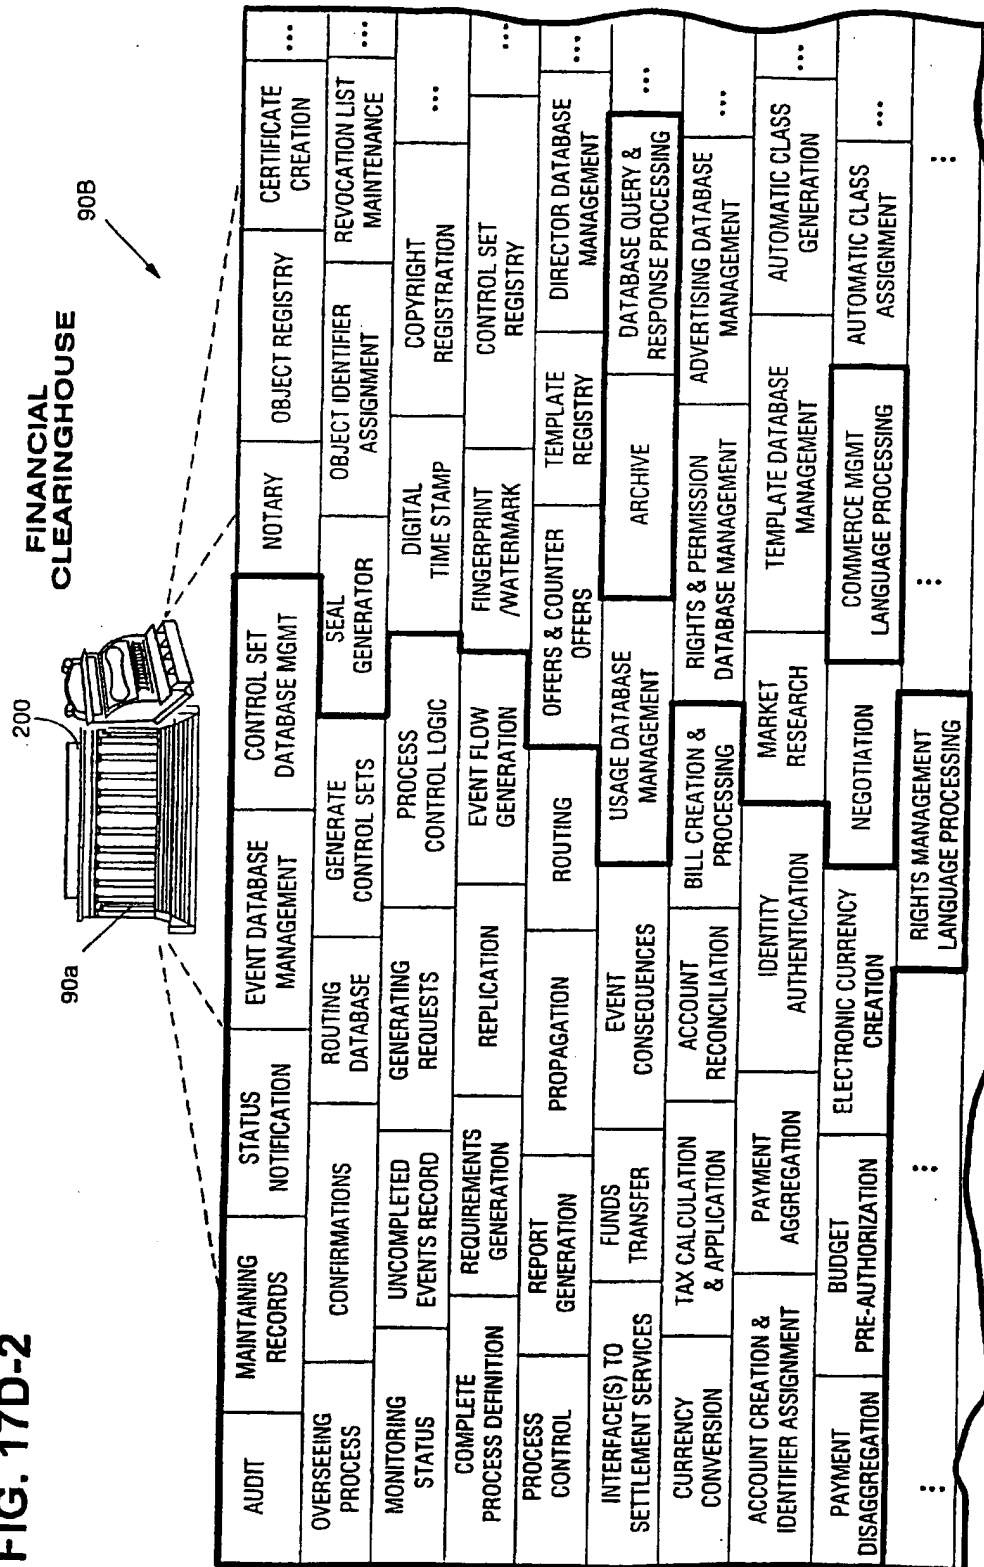 FIG. 17D-2
FINANCIAL
CLEARINGHOUSE
200
90a
90B
AUDIT
MAINTAINING
RECORDS
STATUS
NOTIFICATION
EVENT DATABASE
MANAGEMENT
CONTROL SET
DATABASE MGMT
NOTARY
OBJECT REGISTRY
CERTIFICATE
CREATION
...
OVERSEEING
PROCESS
CONFIRMATIONS
ROUTING
DATABASE
GENERATE
CONTROL SETS
SEAL
GENERATOR
OBJECT IDENTIFIER
ASSIGNMENT
REVOCATION LIST
MAINTENANCE
...
MONITORING
STATUS
UNCOMPLETED
EVENTS RECORD
GENERATING
REQUESTS
PROCESS
CONTROL LOGIC
DIGITAL
TIME STAMP
COPYRIGHT
REGISTRATION
...
COMPLETE
PROCESS DEFINITION
REQUIREMENTS
GENERATION
REPLICATION
EVENT FLOW
GENERATION
FINGERPRINT
/WATERMARK
CONTROL SET
REGISTRY
...
PROCESS
CONTROL
REPORT
GENERATION
PROPAGATION
ROUTING
OFFERS & COUNTER
OFFERS
TEMPLATE
REGISTRY
DIRECTOR DATABASE
MANAGEMENT
...
INTERFACE(S) TO
SETTLEMENT SERVICES
FUNDS
TRANSFER
EVENT
CONSEQUENCES
USAGE DATABASE
MANAGEMENT
ARCHIVE
DATABASE QUERY &
RESPONSE PROCESSING
...
CURRENCY
CONVERSION
TAX CALCULATION
& APPLICATION
ACCOUNT
RECONCILIATION
BILL CREATION &
PROCESSING
RIGHTS & PERMISSION
DATABASE MANAGEMENT
ADVERTISING DATABASE
MANAGEMENT
...
ACCOUNT CREATION &
IDENTIFIER ASSIGNMENT
PAYMENT
AGGREGATION
IDENTITY
AUTHENTICATION
MARKET
RESEARCH
TEMPLATE DATABASE
MANAGEMENT
AUTOMATIC CLASS
GENERATION
...
PAYMENT
DISAGGREGATION
BUDGET
PRE-AUTHORIZATION
ELECTRONIC CURRENCY
CREATION
NEGOTIATION
COMMERCE MGMT
LANGUAGE PROCESSING
AUTOMATIC CLASS
ASSIGNMENT
...
...
...
RIGHTS MANAGEMENT
LANGUAGE PROCESSING
...
...